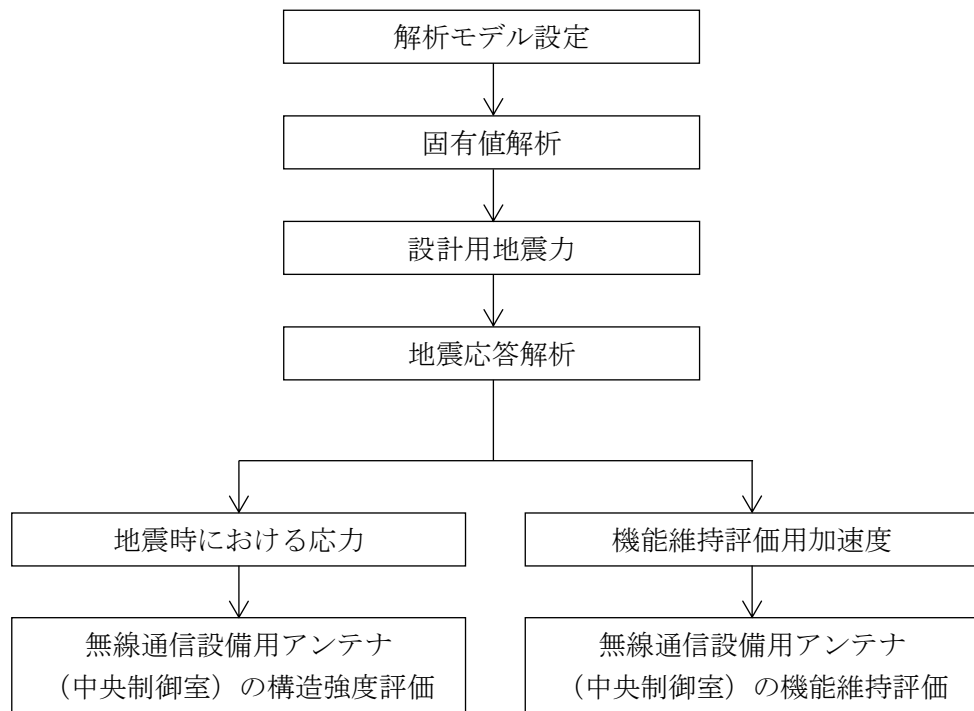 解析モデル設定
固有値解析
設計用地震力
地震応答解析
地震時における応力
無線通信設備用アンテナ
（中央制御室）の構造強度評価
機能維持評価用加速度
無線通信設備用アンテナ
（中央制御室）の機能維持評価